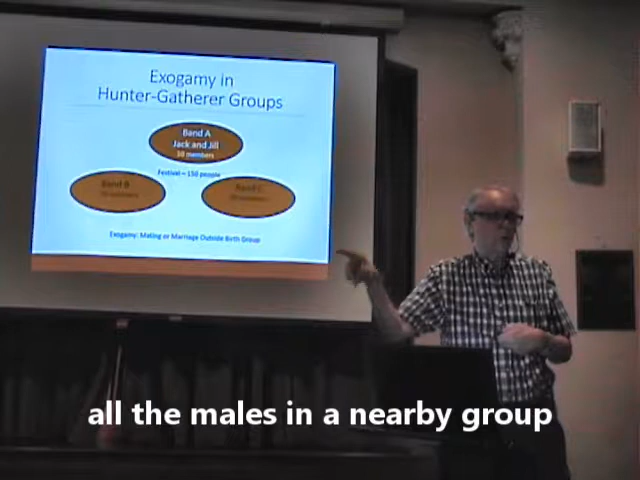 Exogamy in
Hunter-Gatherer Groups
Band A
Jack and Jill
50 members
Festival – 150 people
Band B
Band C
Exogamy: Mating or Marriage Outside Birth Group
all the males in a nearby group